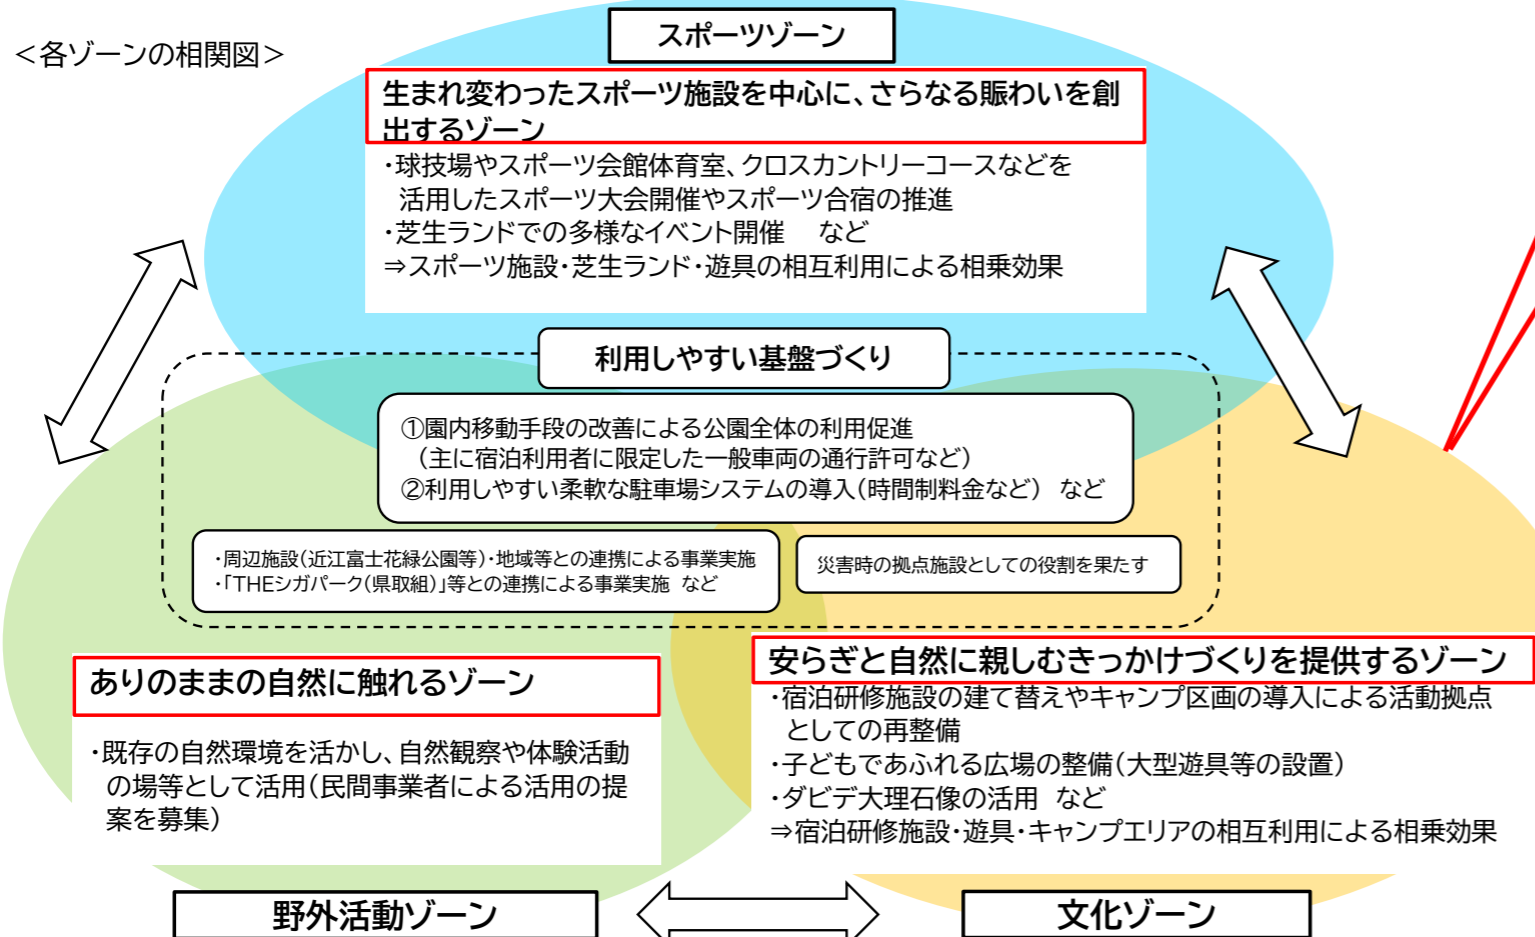 ＜各ゾーンの相関図＞
スポーツゾーン
生まれ変わったスポーツ施設を中心に、さらなる賑わいを創
出するゾーン
・球技場やスポーツ会館体育室、クロスカントリーコースなどを
活用したスポーツ大会開催やスポーツ合宿の推進
・芝生ランドでの多様なイベント開催　など
⇒スポーツ施設・芝生ランド・遊具の相互利用による相乗効果
利用しやすい基盤づくり
①園内移動手段の改善による公園全体の利用促進
（主に宿泊利用者に限定した一般車両の通行許可など）
②利用しやすい柔軟な駐車場システムの導入（時間制料金など）　など
・周辺施設（近江富士花緑公園等）・地域等との連携による事業実施
・「THEシガパーク（県取組）」等との連携による事業実施　など
災害時の拠点施設としての役割を果たす
ありのままの自然に触れるゾーン
・既存の自然環境を活かし、自然観察や体験活動
の場等として活用（民間事業者による活用の提
案を募集）
安らぎと自然に親しむきっかけづくりを提供するゾーン
・宿泊研修施設の建て替えやキャンプ区画の導入による活動拠点
としての再整備
・子どもであふれる広場の整備（大型遊具等の設置）
・ダビデ大理石像の活用　など
⇒宿泊研修施設・遊具・キャンプエリアの相互利用による相乗効果
野外活動ゾーン
文化ゾーン